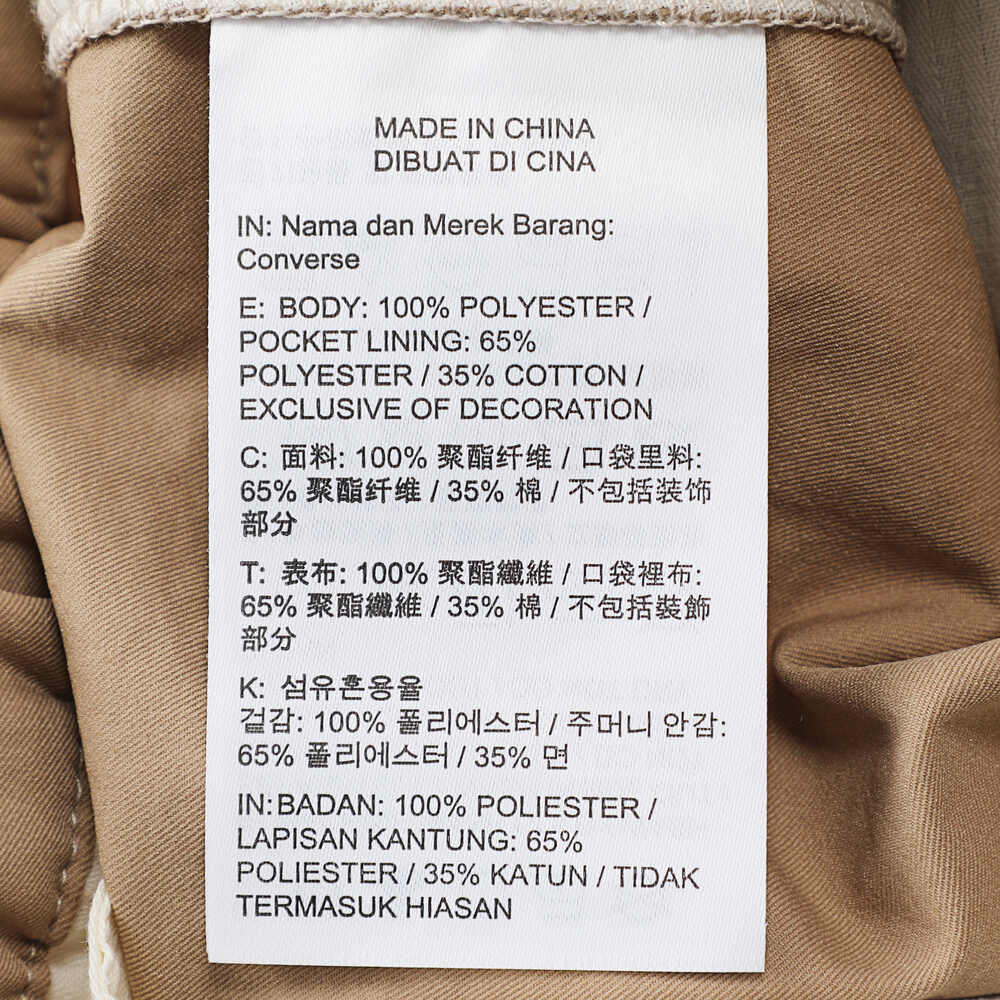 MADE IN CHINA
DIBUAT DI CINA
IN: Nama dan Merek Barang:
Converse
E: BODY: 100% POLYESTER /
POCKET LINING: 65%
POLYESTER / 35% COTTON /
EXCLUSIVE OF DECORATION
C: 面料: 100% 聚酯纤维 / 口袋里料:
65% 聚酯纤维 / 35% 棉 / 不包括装饰
部分
T: 表布: 100% 聚酯纖維 / 口袋裡布:
65% 聚酯纖維 / 35% 棉 / 不包括裝飾
部分
K: 섬유혼용율
겉감: 100% 폴리에스터 / 주머니 안감:
65% 폴리에스터 / 35% 면
IN:BADAN: 100% POLIESTER /
LAPISAN KANTUNG: 65%
POLIESTER / 35% KATUN / TIDAK
TERMASUK HIASAN